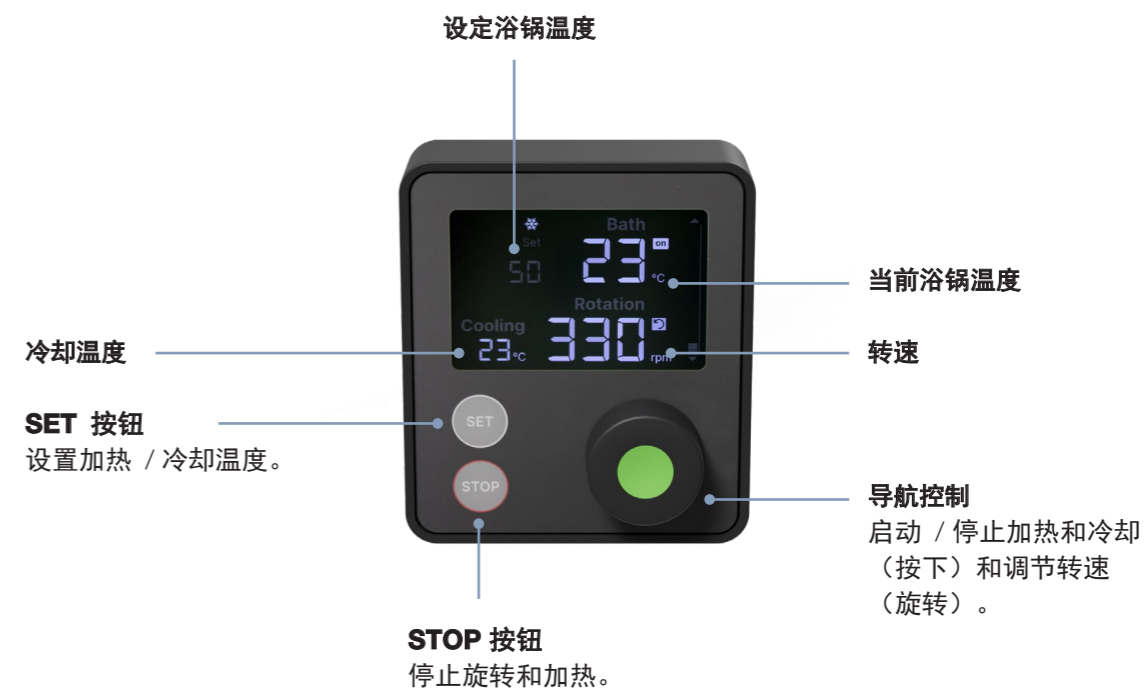 设定浴锅温度
Bath
Set
50
23
on
°C
当前浴锅温度
Rotation
Cooling
23 °C
330
rpm
冷却温度
转速
SET 按钮
设置加热 / 冷却温度。
SET
STOP
导航控制
启动 / 停止加热和冷却
（按下）和调节转速
（旋转）。
STOP 按钮
停止旋转和加热。